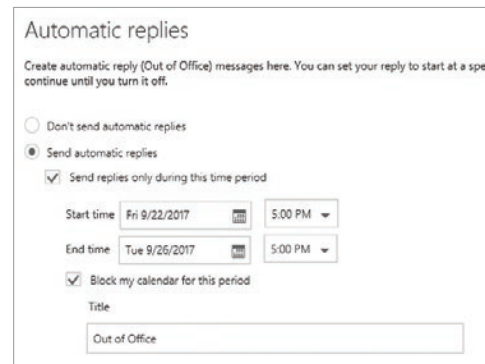 Automatic replies
Create automatic reply (Out of Office) messages here. You can set your reply to start at a spe
continue until you turn it off.
Don't send automatic replies
Send automatic replies
Send replies only during this time period
Start time Fri 9/22/2017 5:00 PM
End time Tue 9/26/2017 5:00 PM
Block my calendar for this period
Title
Out of Office